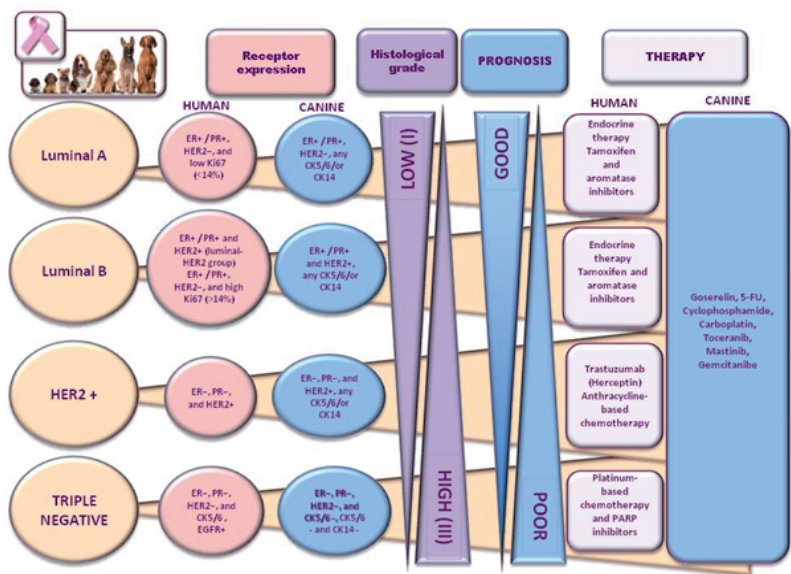 Receptor
expression
Histological
grade
PROGNOSIS
THERAPY
HUMAN
CANINE
HUMAN
CANINE
Luminal A
ER+ /PR+,
HER2–, and
low Ki67
(<14%)
ER+ /PR+,
HER2–, any
CK5/6/or
CK14
LOW (I)
GOOD
Endocrine
therapy
Tamoxifen
and
aromatase
inhibitors
Luminal B
ER+ /PR+ and
HER2+ (luminal-
HER2 group)
ER+ /PR+,
HER2–, and high
Ki67 (>14%)
ER+ /PR+
and HER2+,
any CK5/6/or
CK14
Endocrine
therapy
Tamoxifen and
aromatase
inhibitors
Goserelin, 5-FU,
Cyclophosphamide,
Carboplatin,
Toceranib,
Mastinib,
Gemcitanibe
HER2 +
ER–, PR–,
and HER2+
ER–, PR–, and
HER2+, any
CK5/6/or
CK14
Trastuzumab
(Herceptin)
Anthracycline-
based
chemotherapy
TRIPLE
NEGATIVE
ER–, PR–,
HER2– and
CK5/6,
EGFR+
ER–, PR–,
HER2– and
CK5/6-, CK5/6
- and CK14 -
HIGH (III)
POOR
Platinum-
based
chemotherapy
and PARP
inhibitors